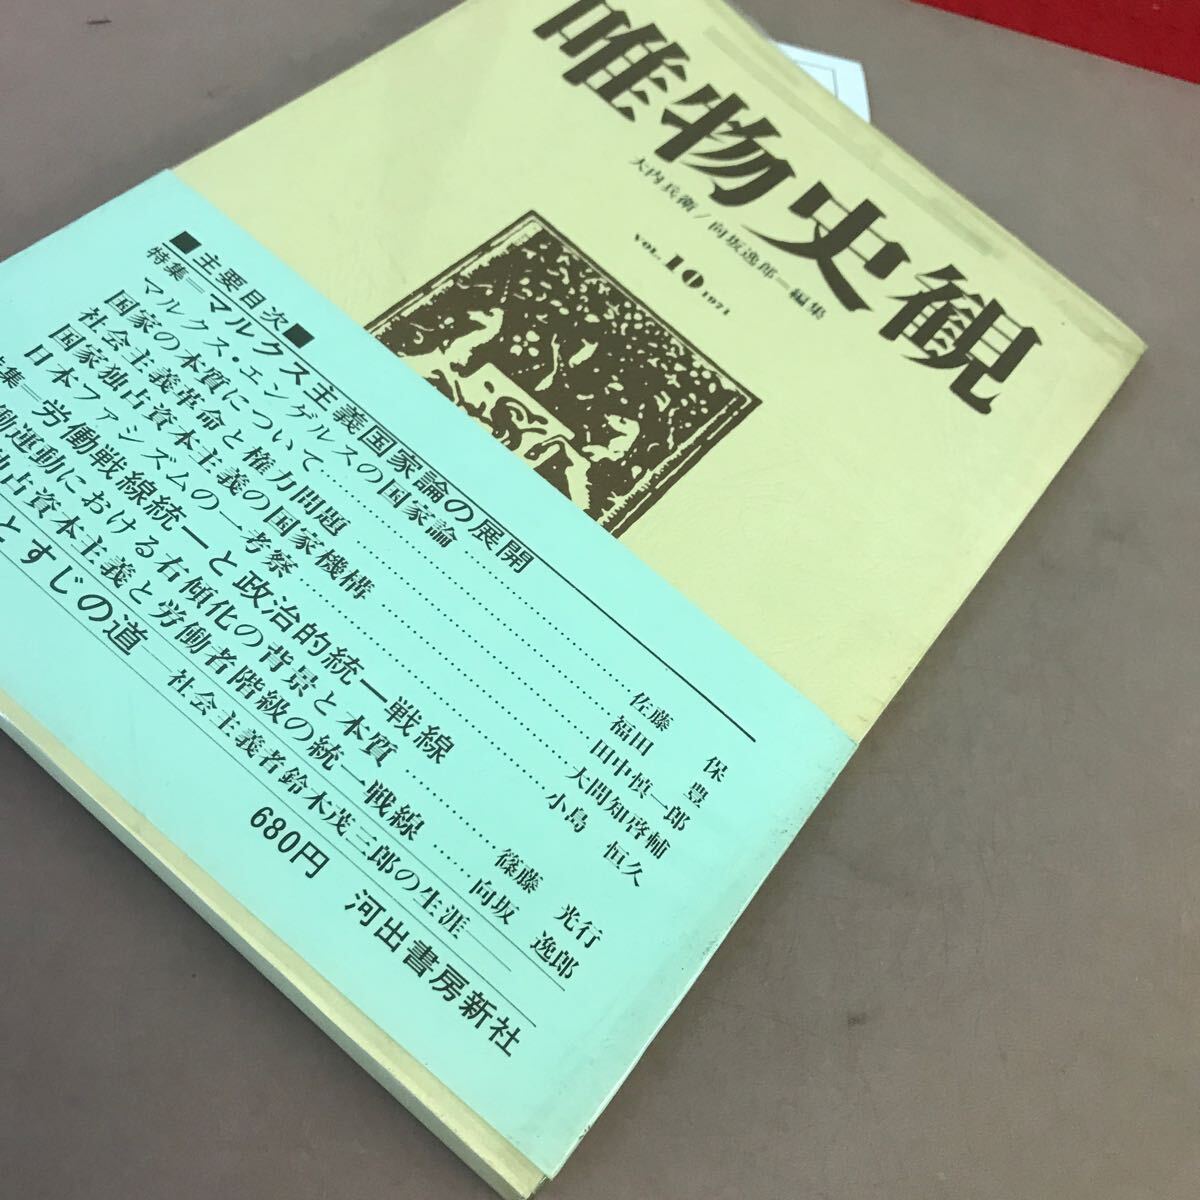 唯物史観
大内兵衛/向坂逸郎=編集
VOL. 10 1971
■主要目次■
特集=マルクス主義国家論の展開
マルクス・エンゲルスの国家論……佐藤 保
国家の本質について……福田 豊
社会主義革命と権力問題……田中慎一郎
国家独占資本主義の国家機構……大間知啓輔
日本ファシズムの一考察……小島 恒久
集=労働戦線統一と政治的統一戦線
動運動における右傾化の背景と本質……篠藤 光行
占資本主義と労働者階級の統一戦線……向坂 逸郎
とすじの道―社会主義者鈴木茂三郎の生涯―
680円 河出書房新社